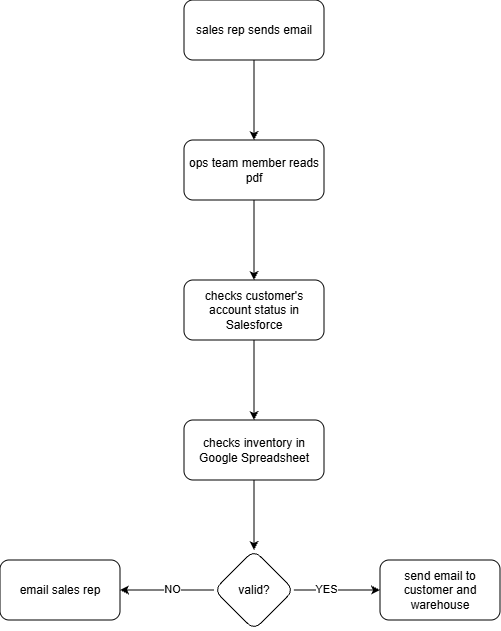 sales rep sends email
ops team member reads
pdf
checks customer's
account status in
Salesforce
checks inventory in
Google Spreadsheet
email sales rep
NO
valid?
YES
send email to
customer and
warehouse